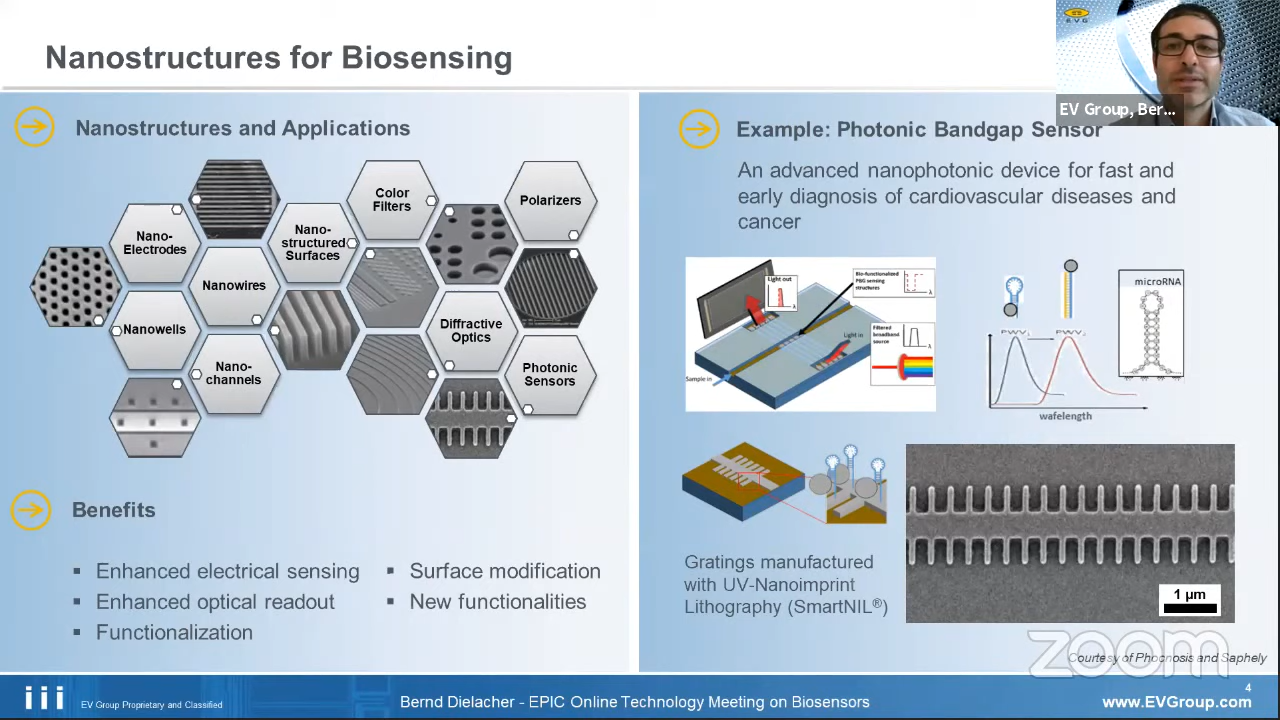 Nanostructures for Biosensing
EVG
EV Group, Ber...
Nanostructures and Applications
Color
Filters
Polarizers
Nano-
Electrodes
Nano-
structured
Surfaces
Nanowires
Nanowells
Diffractive
Optics
Nano-
channels
Photonic
Sensors
Benefits
▪ Enhanced electrical sensing
▪ Enhanced optical readout
▪ Functionalization
▪ Surface modification
▪ New functionalities
Example: Photonic Bandgap Sensor
An advanced nanophotonic device for fast and
early diagnosis of cardiovascular diseases and
cancer
Light out
λ
Bio-functionalized
PBG sensing
structures
λ
Light in
Filtered
broadband
source
λ
Sample in
microRNA
wafelength
Gratings manufactured
with UV-Nanoimprint
Lithography (SmartNIL®)
1 µm
zoom
Courtesy of Phocnosis and Saphely
EV Group Proprietary and Classified
Bernd Dielacher - EPIC Online Technology Meeting on Biosensors
4
www.EVGroup.com